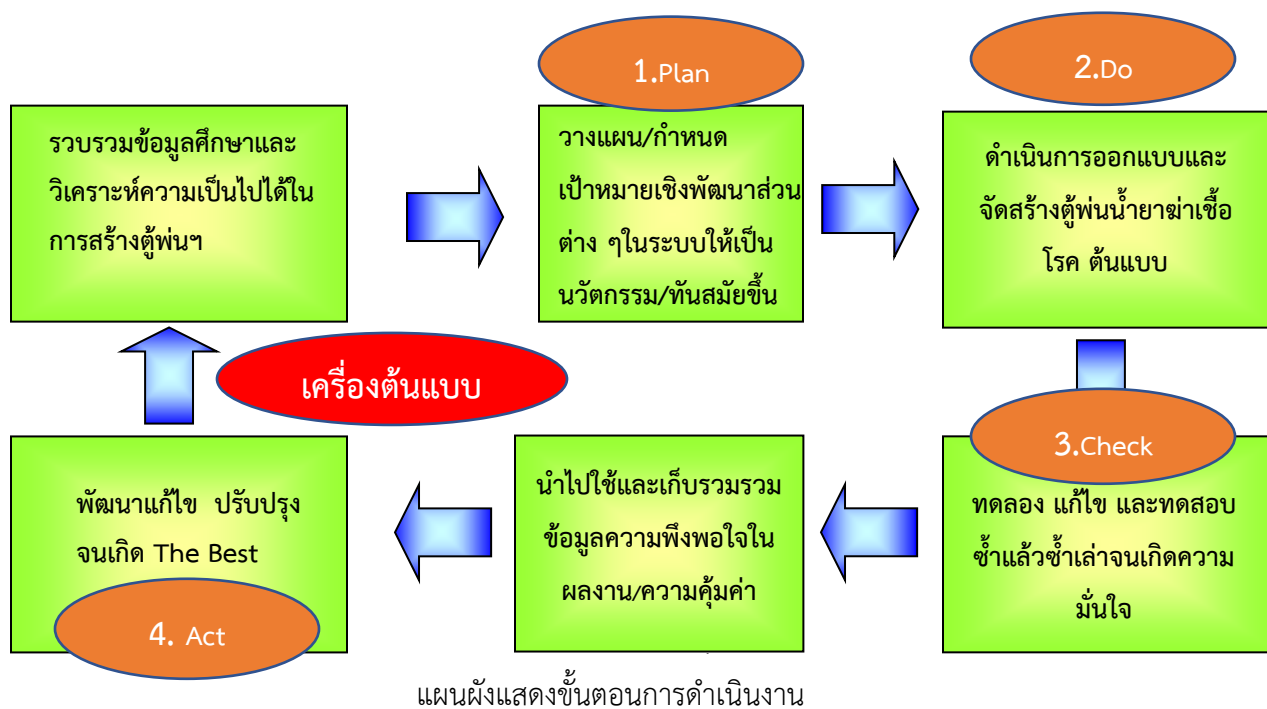 1.Plan
2.Do
รวบรวมข้อมูลศึกษาและ
วิเคราะห์ความเป็นไปได้ใน
การสร้างตู้พ่นฯ
วางแผน/กำหนด
เป้าหมายเชิงพัฒนาส่วน
ต่าง ๆในระบบให้เป็น
นวัตกรรม/ทันสมัยขึ้น
ดำเนินการออกแบบและ
จัดสร้างตู้พ่นน้ำยาฆ่าเชื้อ
โรค ต้นแบบ
เครื่องต้นแบบ
3.Check
ทดลอง แก้ไข และทดสอบ
ซ้ำแล้วซ้ำเล่าจนเกิดความ
มั่นใจ
นำไปใช้และเก็บรวมรวม
ข้อมูลความพึงพอใจใน
ผลงาน/ความคุ้มค่า
พัฒนาแก้ไข ปรับปรุง
จนเกิด The Best
4. Act
แผนผังแสดงขั้นตอนการดำเนินงาน